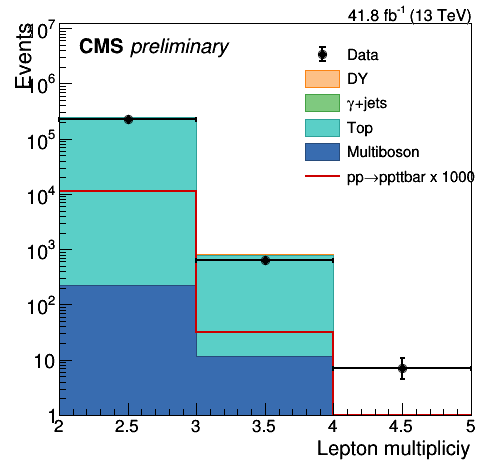 41.8 fb⁻¹ (13 TeV)
Events
CMS preliminary
Data
DY
γ+jets
Top
Multiboson
pp→ppttbar x 1000
10⁷
10⁶
10⁵
10⁴
10³
10²
10
1
2 2.5 3 3.5 4 4.5 5
Lepton multipliciy